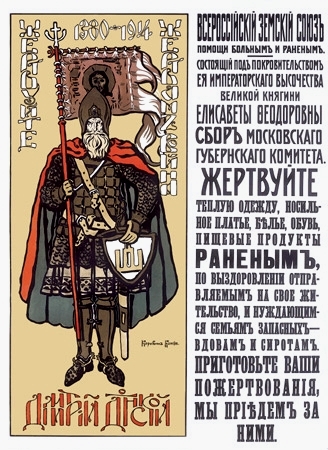 1380-1914
ЖЕРТВУЙТЕ
ДМИТРІЙ ДОНСКОЙ
ВСЕРОССІЙСКІЙ ЗЕМСКІЙ СОЮЗЪ
ПОМОЩИ БОЛЬНЫМЪ И РАНЕНЫМЪ,
СОСТОЯЩІЙ ПОДЪ ПОКРОВИТЕЛЬСТВОМЪ
ЕЯ ИМПЕРАТОРСКАГО ВЫСОЧЕСТВА
ВЕЛИКОЙ КНЯГИНИ
ЕЛИСАВЕТЫ ѲЕОДОРОВНЫ
СБОРЪ МОСКОВСКАГО
ГУБЕРНСКАГО КОМИТЕТА.
ЖЕРТВУЙТЕ
ТЕПЛУЮ ОДЕЖДУ, НОСИЛЬ-
НОЕ ПЛАТЬЕ, БѢЛЬЕ, ОБУВЬ,
ПИЩЕВЫЕ ПРОДУКТЫ
РАНЕНЫМЪ,
ПО ВЫЗДОРОВЛЕНІИ ОТПРА-
ВЛЯЕМЫМЪ НА СВОЕ ЖИ-
ТЕЛЬСТВО, И НУЖДАЮЩИМ-
СЯ СЕМЬЯМЪ ЗАПАСНЫХЪ—
ВДОВАМЪ И СИРОТАМЪ.
ПРИГОТОВЬТЕ ВАШИ
ПОЖЕРТВОВАНІЯ,
МЫ ПРІѢДЕМЪ ЗА
НИМИ.